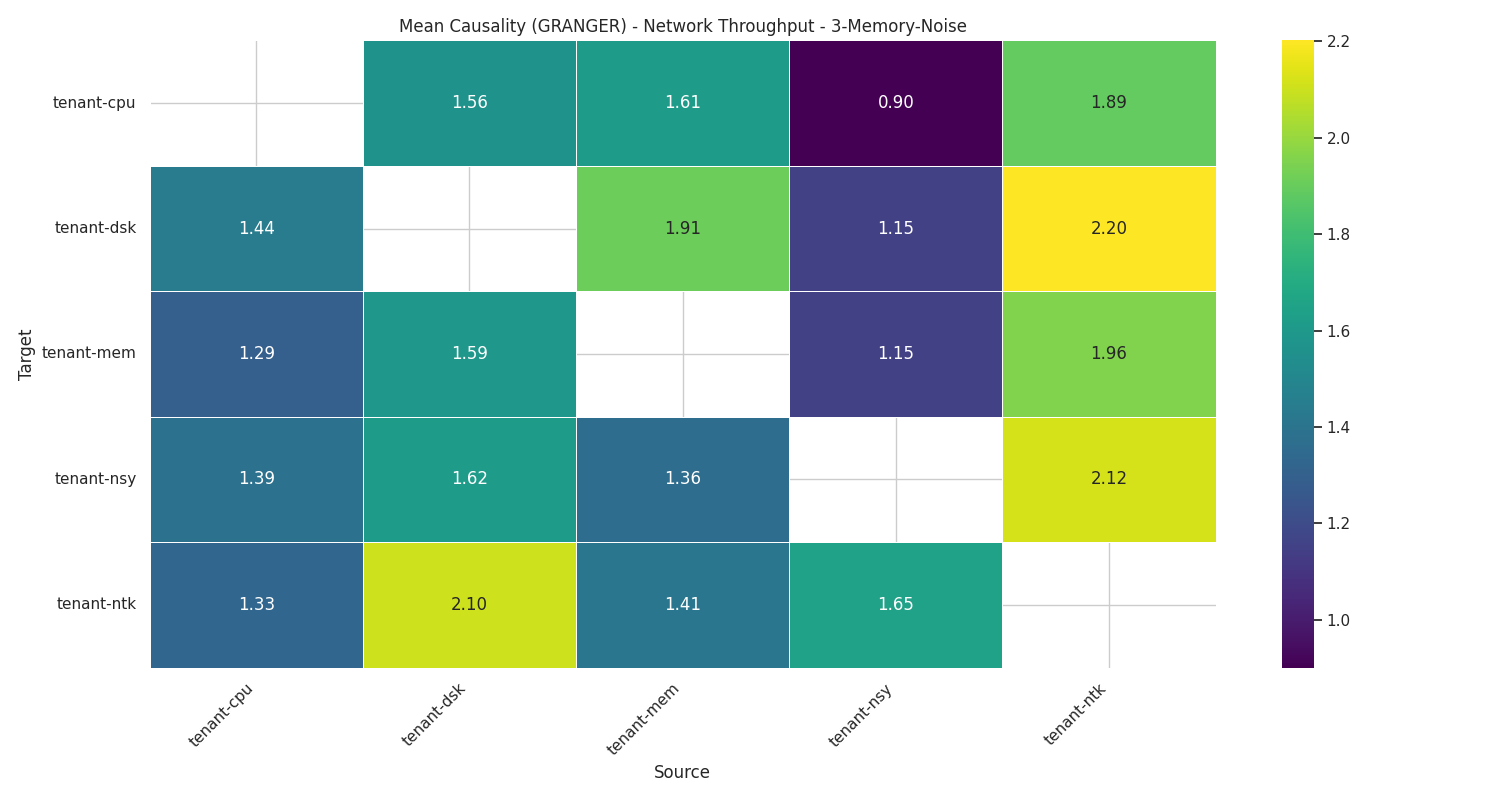 Mean Causality (GRANGER) - Network Throughput - 3-Memory-Noise
tenant-cpu 1.56 1.61 0.90 1.89
tenant-dsk 1.44 1.91 1.15 2.20
tenant-mem 1.29 1.59 1.15 1.96
tenant-nsy 1.39 1.62 1.36 2.12
tenant-ntk 1.33 2.10 1.41 1.65
Target
tenant-cpu tenant-dsk tenant-mem tenant-nsy tenant-ntk
Source
2.2
2.0
1.8
1.6
1.4
1.2
1.0